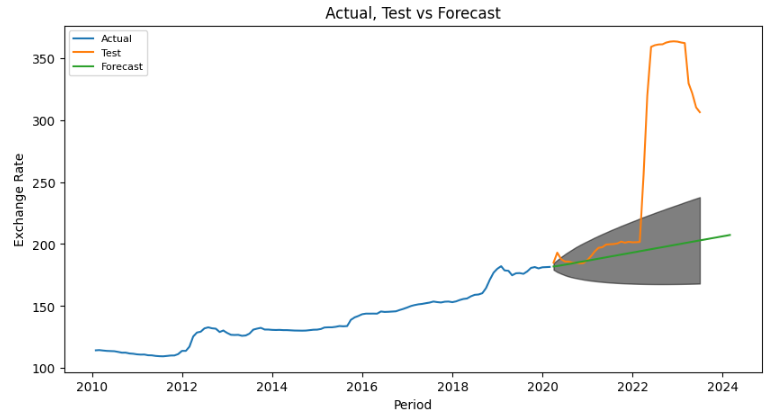 Actual, Test vs Forecast
Actual
Test
Forecast
Exchange Rate
350
300
250
200
150
100
2010
2012
2014
2016
2018
2020
2022
2024
Period